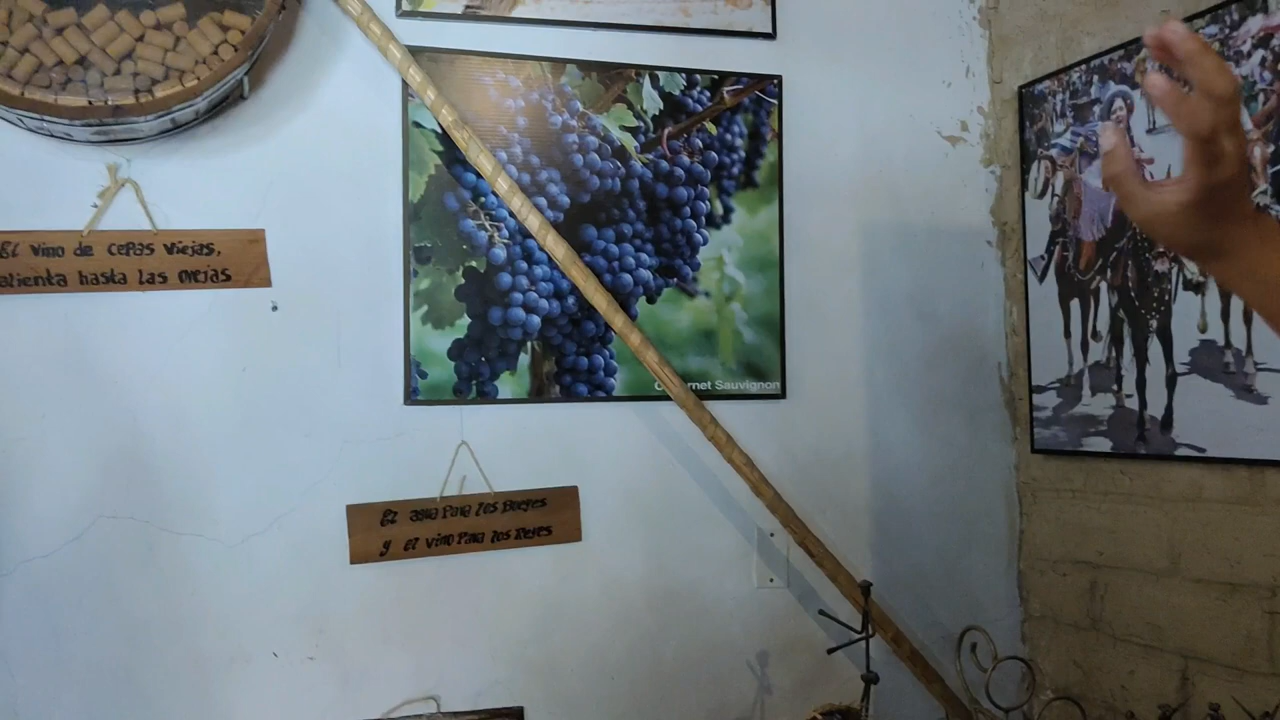 El vino de cepas viejas,
alienta hasta las orejas
Cabernet Sauvignon
El agua Para los Bueyes
y el vino Para los Reyes